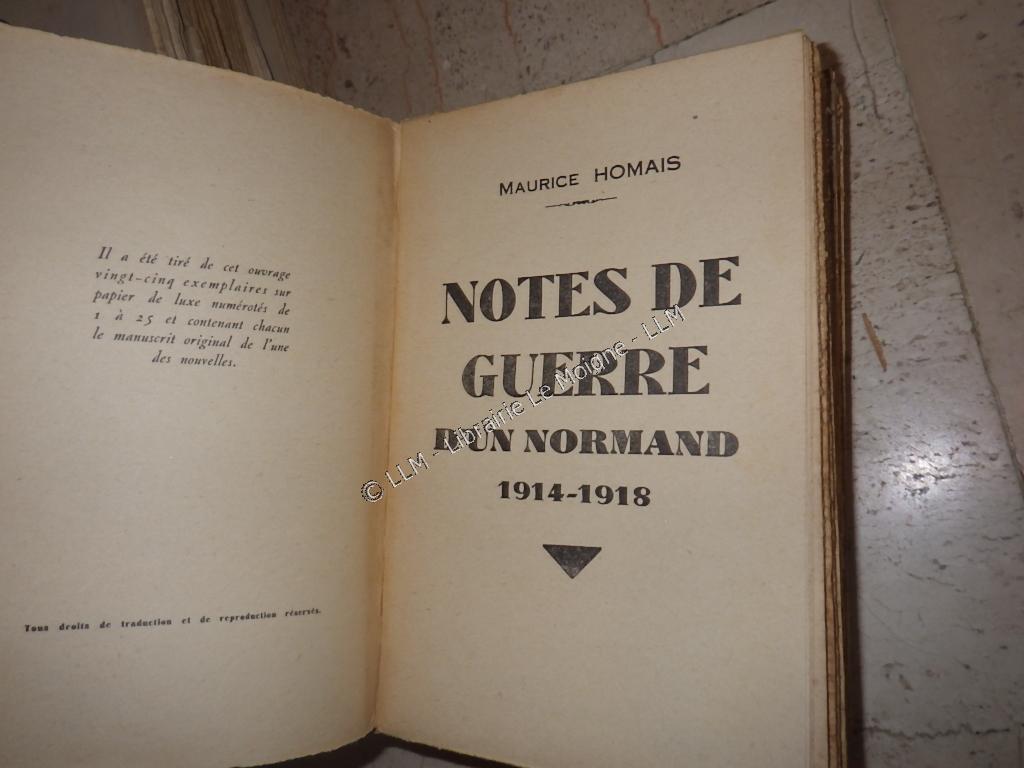 Il a été tiré de cet ouvrage
vingt-cinq exemplaires sur
papier de luxe numérotés de
1 à 25 et contenant chacun
le manuscrit original de l'une
des nouvelles.
Tous droits de traduction et de reproduction réservés.
MAURICE HOMAIS
NOTES DE
GUERRE
D'UN NORMAND
1914-1918
© LLM - Librairie Le Moigne - LLM